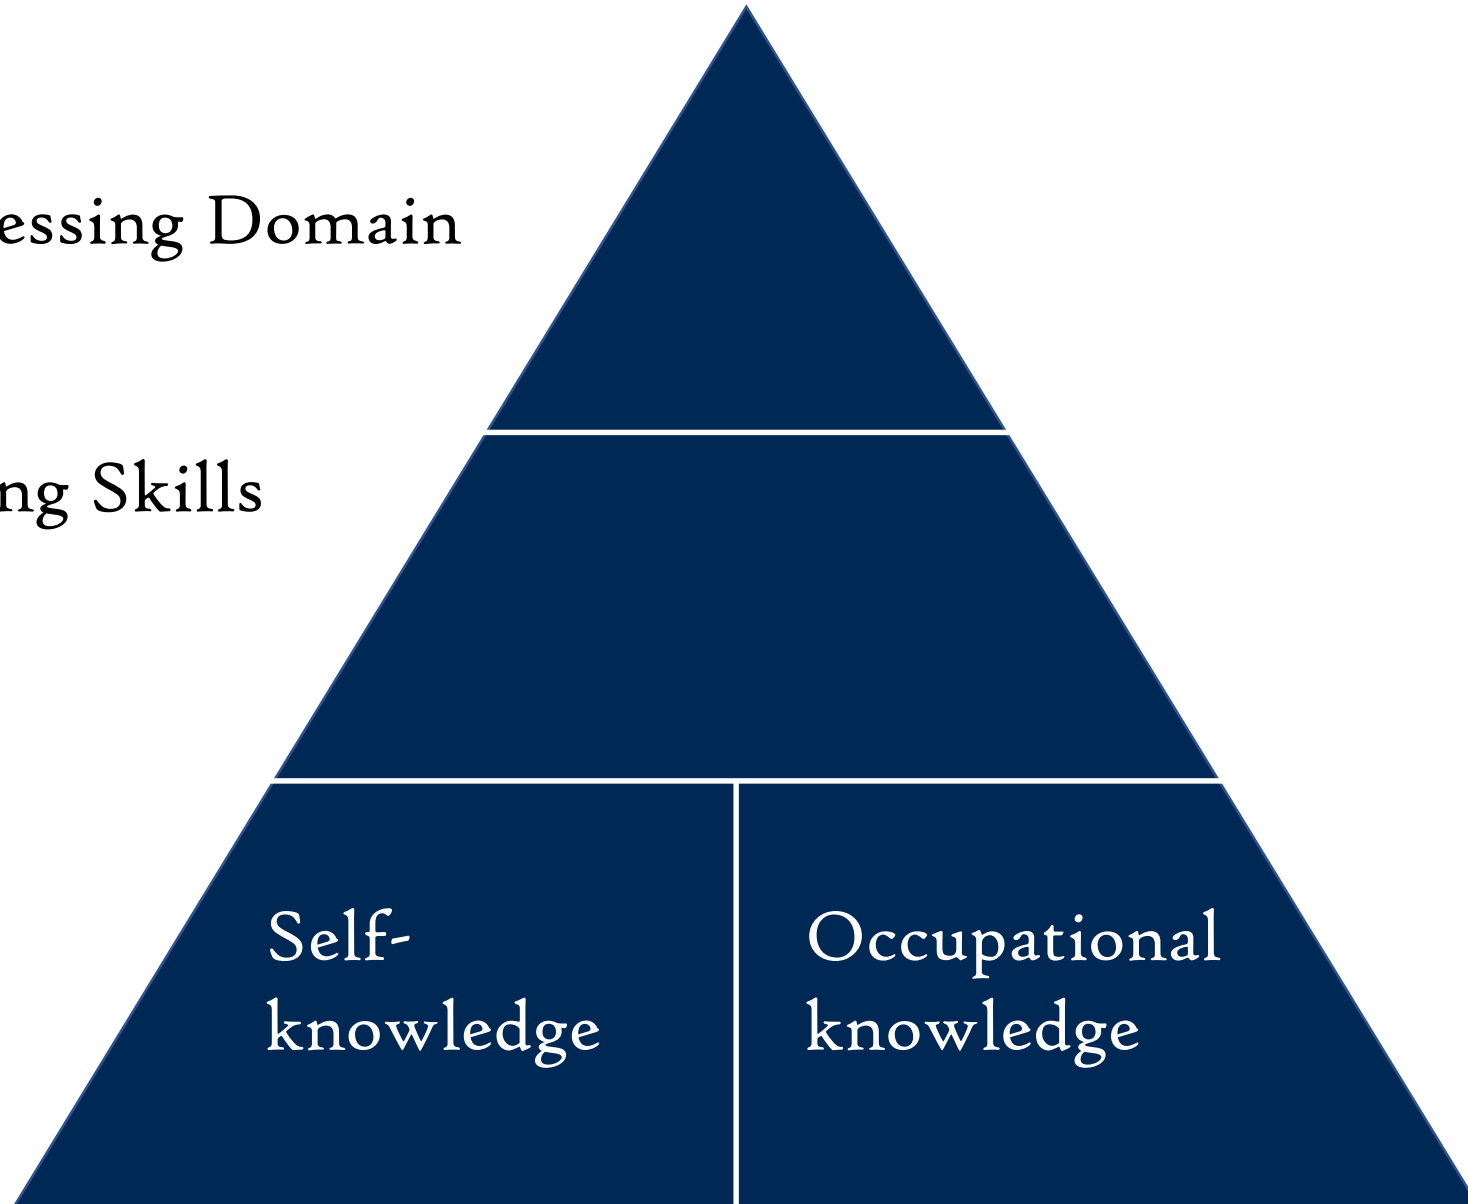 essing Domain
ng Skills
Self-
knowledge
Occupational
knowledge